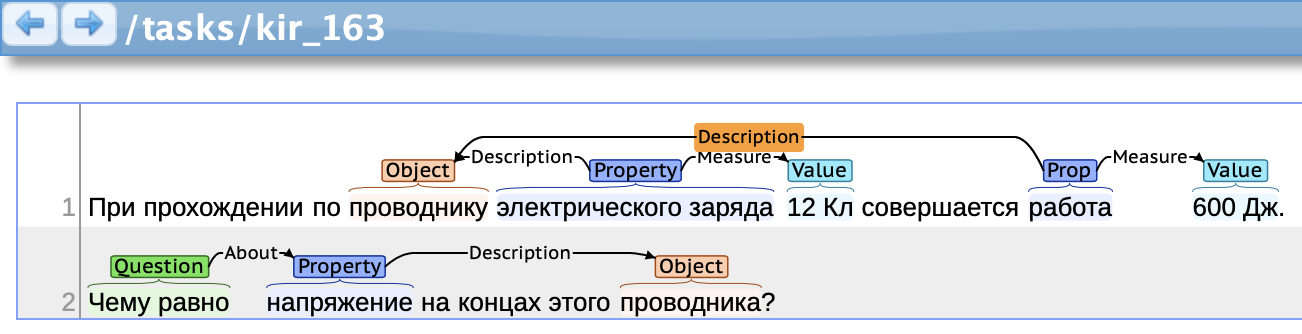 /tasks/kir_163
Description
Object Description Property Measure Value Prop Measure Value
1 При прохождении по проводнику электрического заряда 12 Кл совершается работа 600 Дж.
Question About Property Description Object
2 Чему равно напряжение на концах этого проводника?